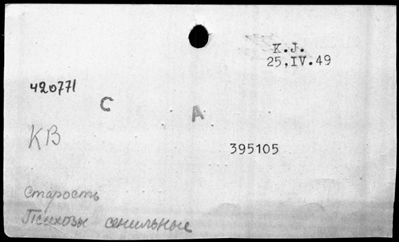 K.J.
25.IV.49
420771
C
A
КВ
395105
Старость
Психозы сенильные